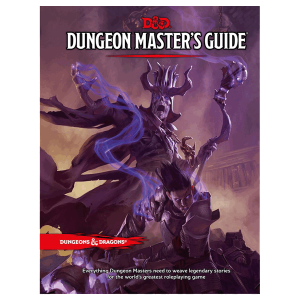 D&D
DUNGEON MASTER'S GUIDE
DUNGEONS & DRAGONS®
Everything Dungeon Masters need to weave legendary stories
for the world's greatest roleplaying game